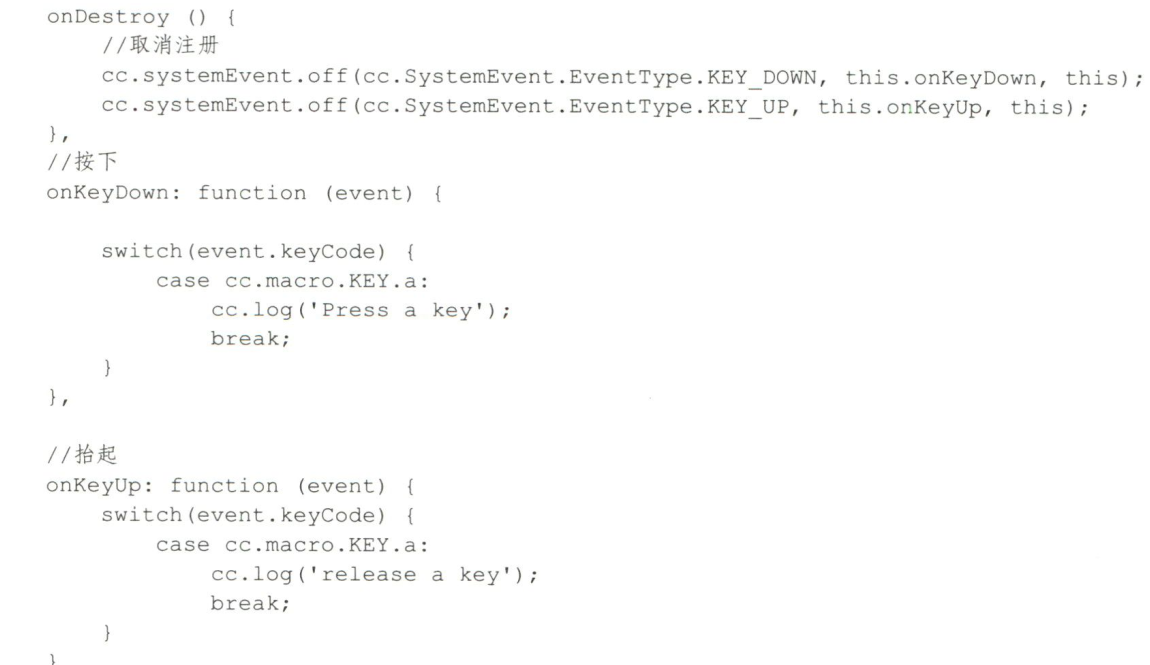 onDestroy () {
    //取消注册
    cc.systemEvent.off(cc.SystemEvent.EventType.KEY_DOWN, this.onKeyDown, this);
    cc.systemEvent.off(cc.SystemEvent.EventType.KEY_UP, this.onKeyUp, this);
},
//按下
onKeyDown: function (event) {

    switch(event.keyCode) {
        case cc.macro.KEY.a:
            cc.log('Press a key');
            break;
    }
},

//抬起
onKeyUp: function (event) {
    switch(event.keyCode) {
        case cc.macro.KEY.a:
            cc.log('release a key');
            break;
    }
}